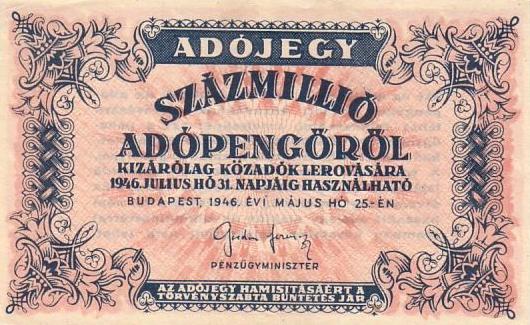 ADÓJEGY
SZÁZMILLIÓ
ADÓPENGŐRŐL
KIZÁRÓLAG KÖZADÓK LEROVÁSÁRA
1946. JULIUS HÓ 31. NAPJÁIG HASZNÁLHATÓ
BUDAPEST, 1946. ÉVI MÁJUS HÓ 25.-ÉN
PÉNZÜGYMINISZTER
AZ ADÓJEGY HAMISITÁSAÉRT A
TÖRVÉNYSZABTA BÜNTETÉS JÁR